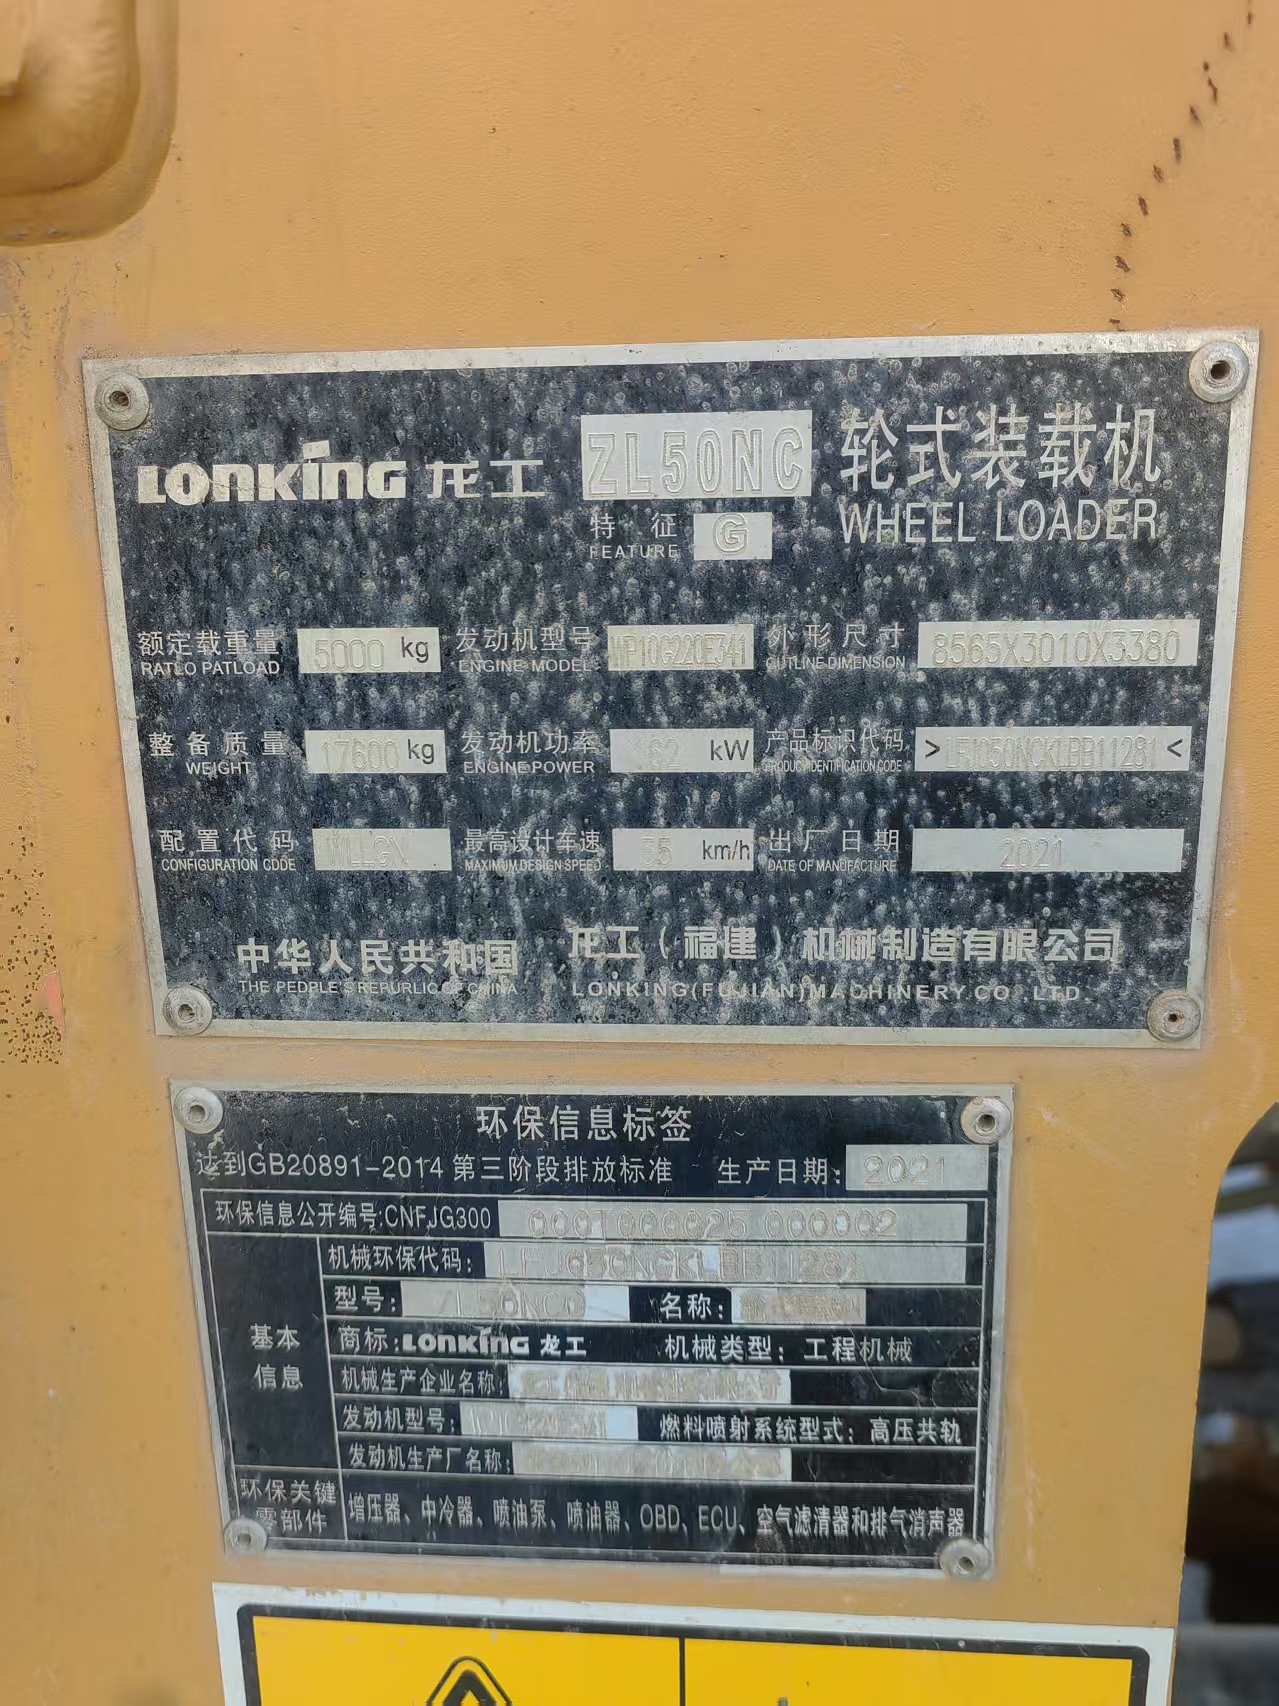 LONKING 龙工 ZL50NC 轮式装载机
特 征 G WHEEL LOADER
FEATURE
额定载重量 5000 kg 发动机型号 WP10G220E341 外形尺寸 8565X3010X3380
RATLO PATLOAD ENGINE MODEL OUTLINE DIMENSION
整备质量 17600 kg 发动机功率 162 kW 产品标识代码 > <
WEIGHT ENGINE POWER PRODUCT IDENTIFICATION CODE
配置代码 最高设计车速 35 km/h 出厂日期 2021
CONFIGURATION CODE MAXIMUM DESIGN SPEED DATE OF MANUFACTURE
中华人民共和国 龙工（福建）机械制造有限公司
THE PEOPLE'S REPURLIC OF CHINA LONKING(FUJIAN)MACHINERY.CO .LTD.
环保信息标签
达到GB20891-2014 第三阶段排放标准 生产日期: 2021
环保信息公开编号:CNFJG300
机械环保代码:
型号: 名称:
基本信息
商标:LONKING 龙工 机械类型: 工程机械
机械生产企业名称:
发动机型号: 燃料喷射系统型式: 高压共轨
发动机生产厂名称:
环保关键零部件 增压器、中冷器、喷油泵、喷油器、OBD、ECU、空气滤清器和排气消声器